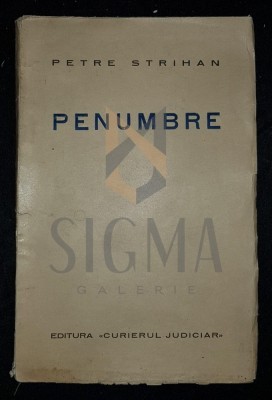 PETRE STRIHAN
PENUMBRE
SIGMA
GALERIE
EDITURA «CURIERUL JUDICIAR»